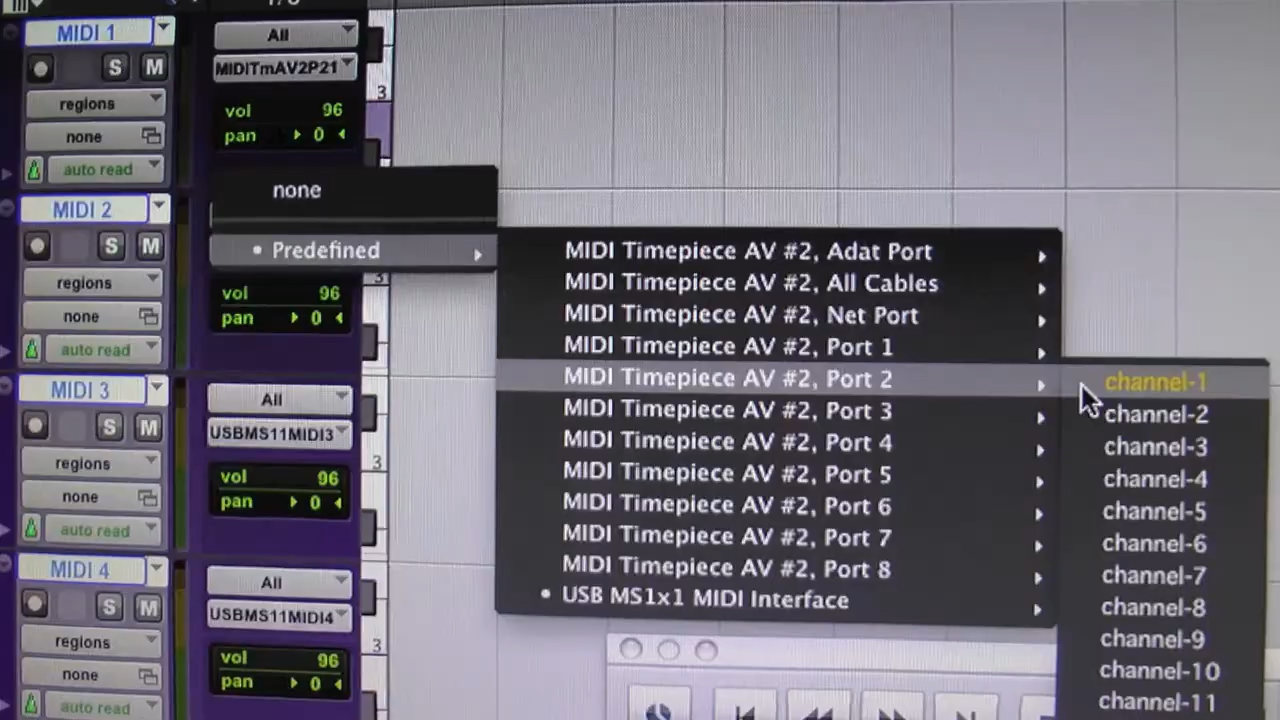 MIDI 1
All
S M
MIDITmAV2P21
regions
vol 96
3
none
pan 0
auto read
none
MIDI 2
S M
Predefined
MIDI Timepiece AV #2, Adat Port
regions
vol 96
3
MIDI Timepiece AV #2, All Cables
none
pan 0
MIDI Timepiece AV #2, Net Port
auto read
MIDI Timepiece AV #2, Port 1
MIDI Timepiece AV #2, Port 2
channel-1
MIDI 3
All
MIDI Timepiece AV #2, Port 3
channel-2
S M
USBMS11MIDI3
MIDI Timepiece AV #2, Port 4
channel-3
regions
vol 96
3
MIDI Timepiece AV #2, Port 5
channel-4
none
pan 0
MIDI Timepiece AV #2, Port 6
channel-5
auto read
MIDI Timepiece AV #2, Port 7
channel-6
MIDI 4
All
MIDI Timepiece AV #2, Port 8
channel-7
S M
USBMS11MIDI4
USB MS1x1 MIDI Interface
channel-8
regions
vol 96
3
channel-9
none
pan 0
channel-10
auto read
channel-11